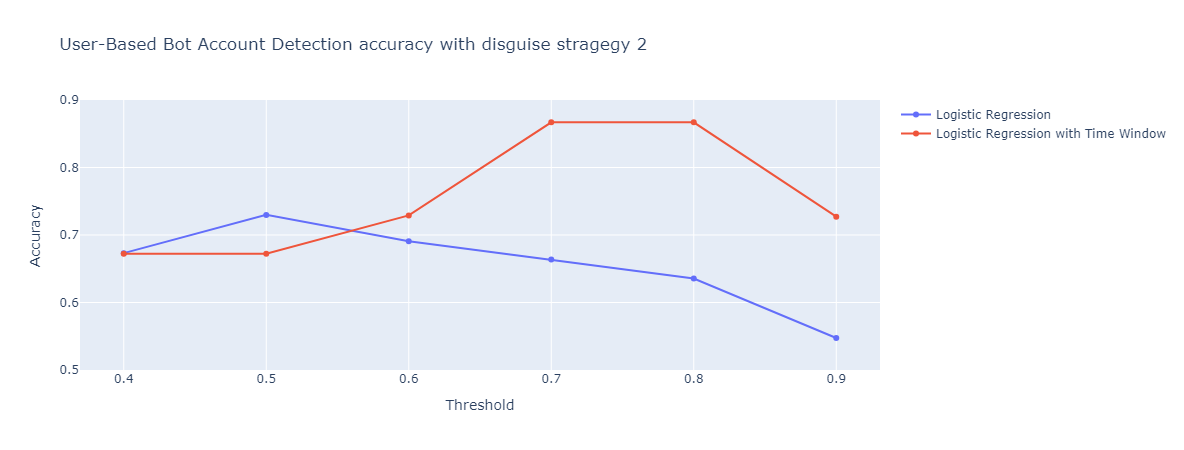 User-Based Bot Account Detection accuracy with disguise stragegy 2
0.9
0.8
0.7
0.6
0.5
Accuracy
0.4
0.5
0.6
0.7
0.8
0.9
Threshold
Logistic Regression
Logistic Regression with Time Window